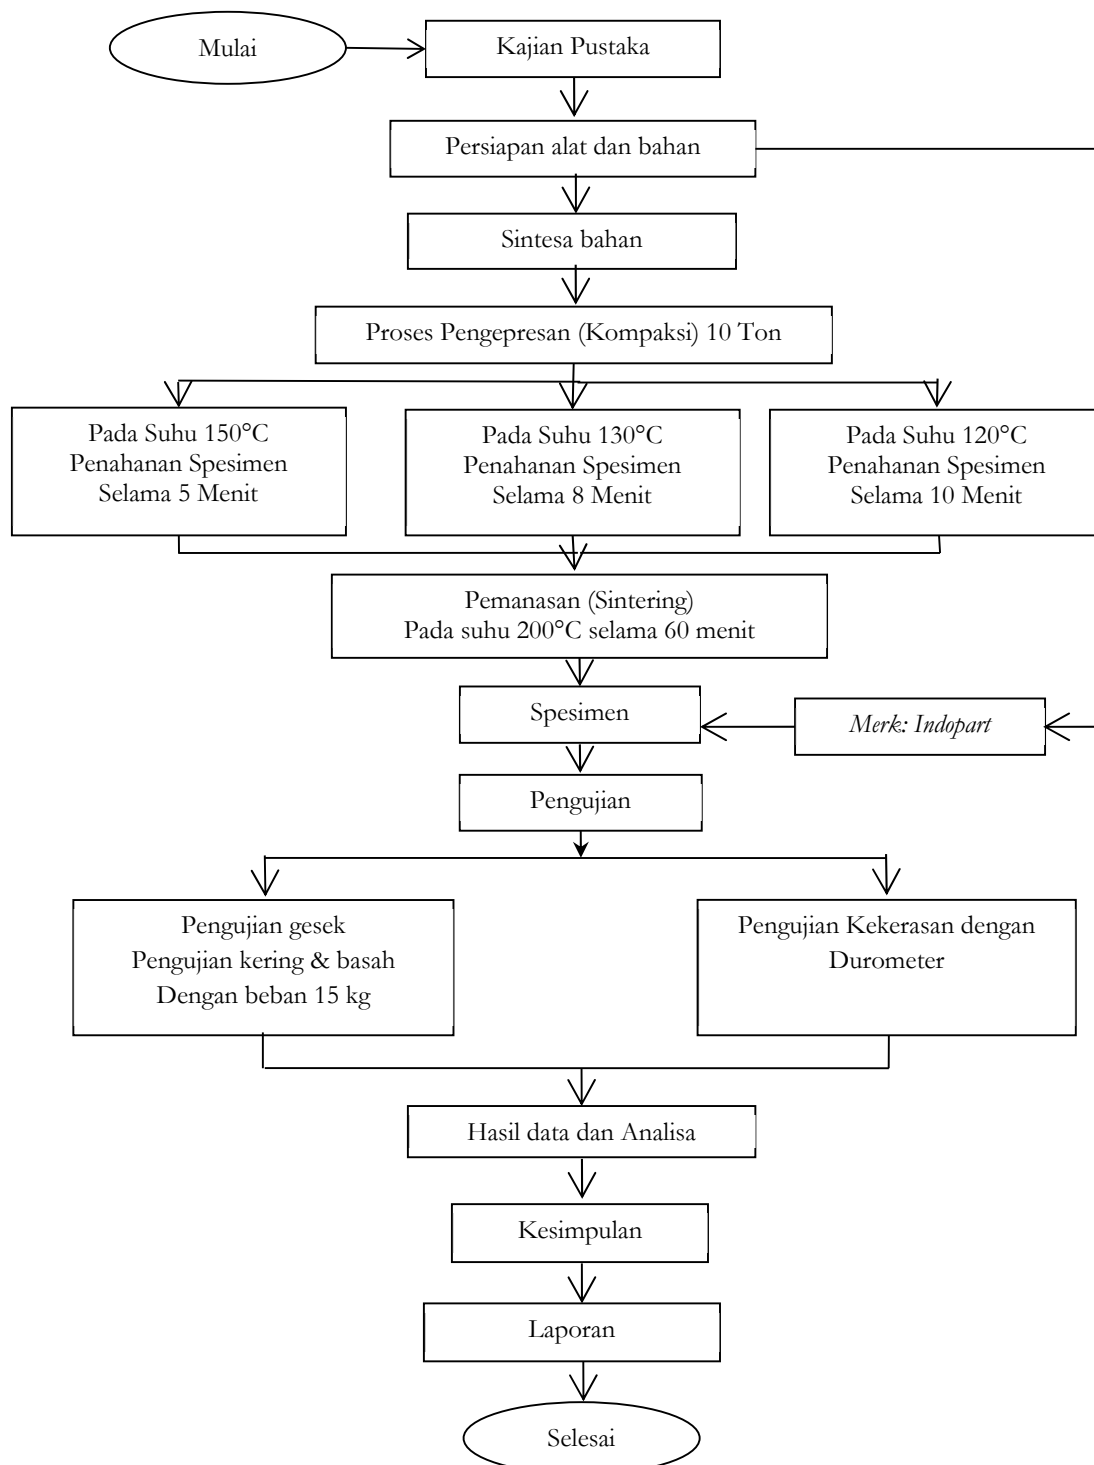 Mulai
Kajian Pustaka
Persiapan alat dan bahan
Sintesa bahan
Proses Pengepresan (Kompaksi) 10 Ton
Pada Suhu 150°C
Penahanan Spesimen
Selama 5 Menit
Pada Suhu 130°C
Penahanan Spesimen
Selama 8 Menit
Pada Suhu 120°C
Penahanan Spesimen
Selama 10 Menit
Pemanasan (Sintering)
Pada suhu 200°C selama 60 menit
Spesimen
Merk: Indopart
Pengujian
Pengujian gesek
Pengujian kering & basah
Dengan beban 15 kg
Pengujian Kekerasan dengan
Durometer
Hasil data dan Analisa
Kesimpulan
Laporan
Selesai